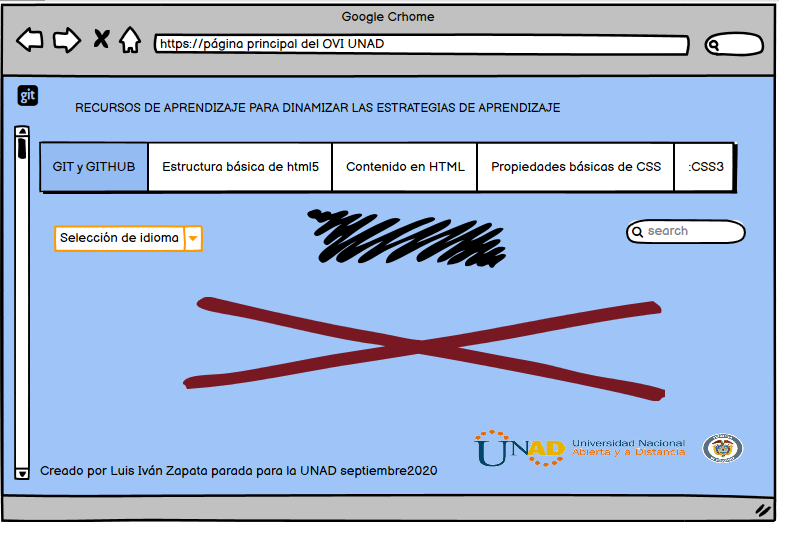 Google Crhome
https://página principal del OVI UNAD
git
RECURSOS DE APRENDIZAJE PARA DINAMIZAR LAS ESTRATEGIAS DE APRENDIZAJE
GIT y GITHUB Estructura básica de html5 Contenido en HTML Propiedades básicas de CSS :CSS3
Selección de idioma search
UNAD Universidad Nacional
Abierta y a Distancia
Creado por Luis Iván Zapata parada para la UNAD septiembre2020